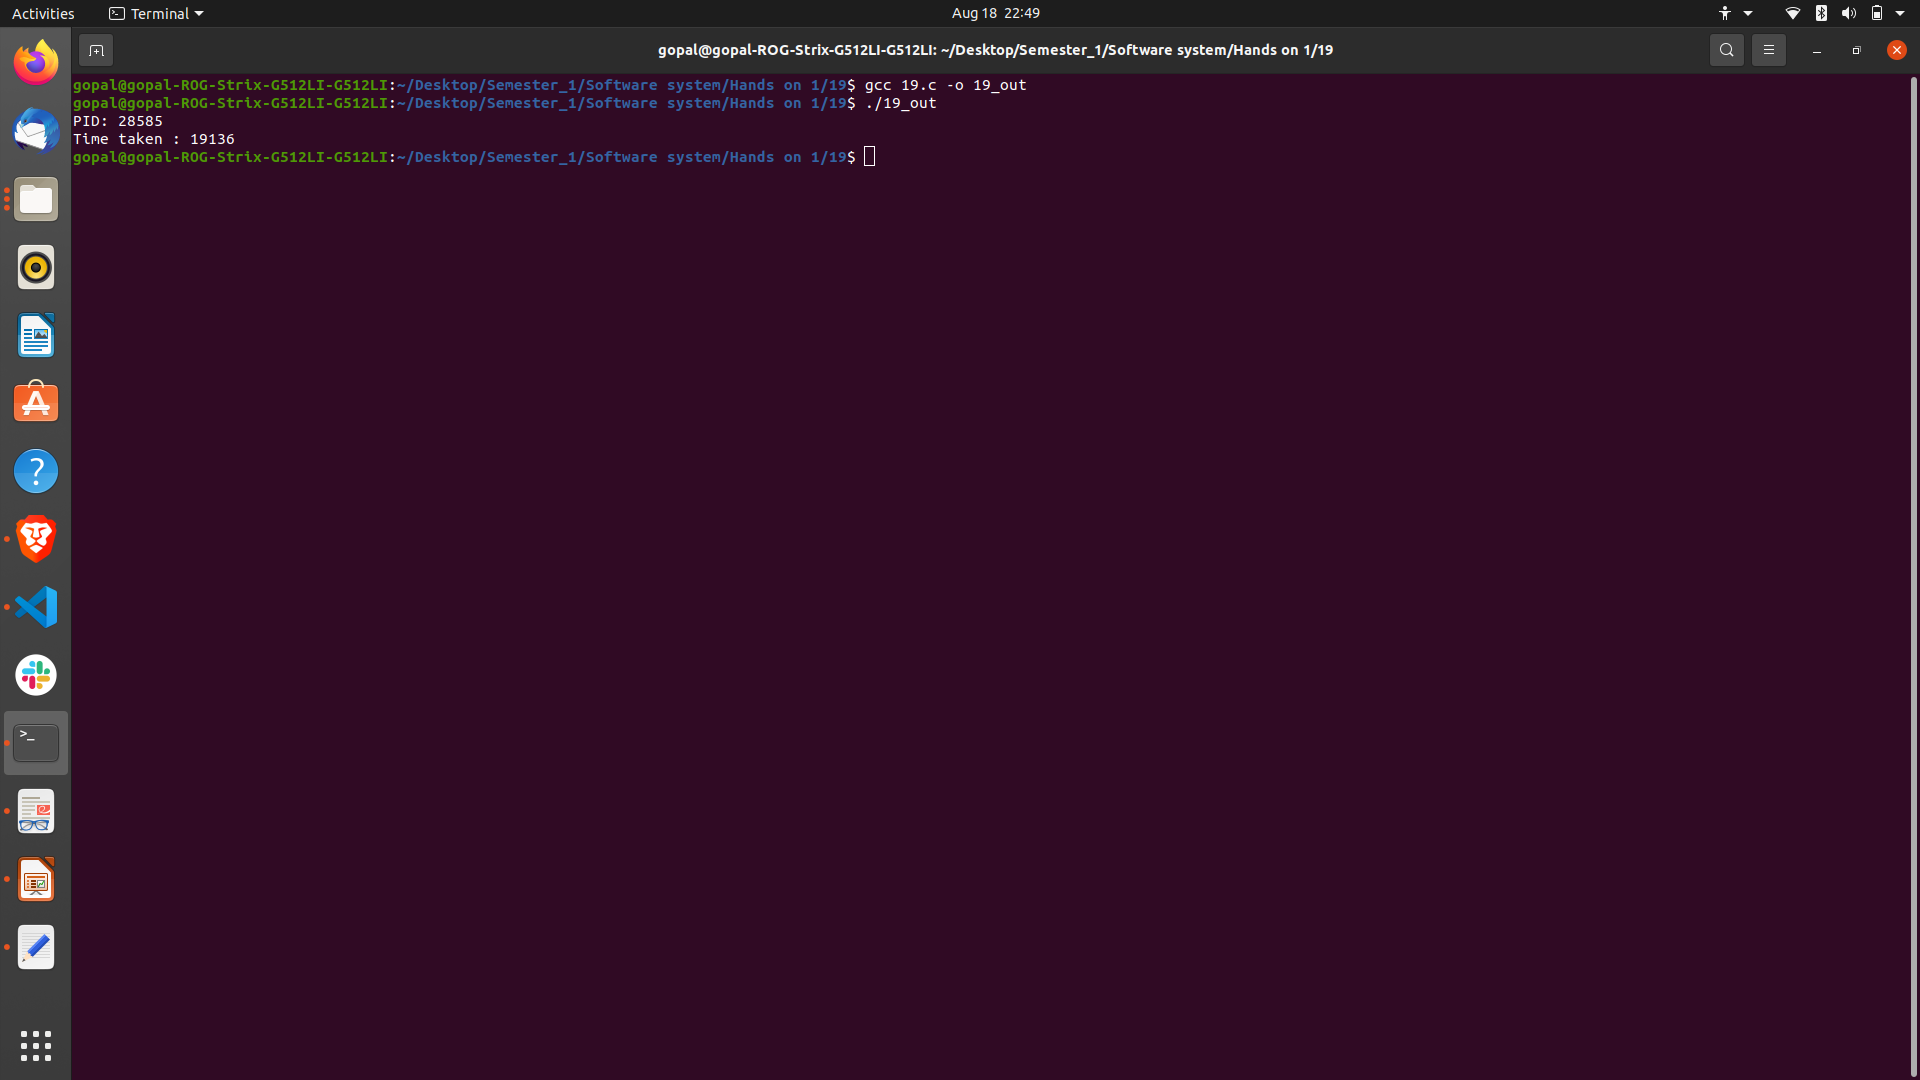 Activities Terminal Aug 18 22:49
gopal@gopal-ROG-Strix-G512LI-G512LI: ~/Desktop/Semester_1/Software system/Hands on 1/19
gopal@gopal-ROG-Strix-G512LI-G512LI:~/Desktop/Semester_1/Software system/Hands on 1/19$ gcc 19.c -o 19_out
gopal@gopal-ROG-Strix-G512LI-G512LI:~/Desktop/Semester_1/Software system/Hands on 1/19$ ./19_out
PID: 28585
Time taken : 19136
gopal@gopal-ROG-Strix-G512LI-G512LI:~/Desktop/Semester_1/Software system/Hands on 1/19$